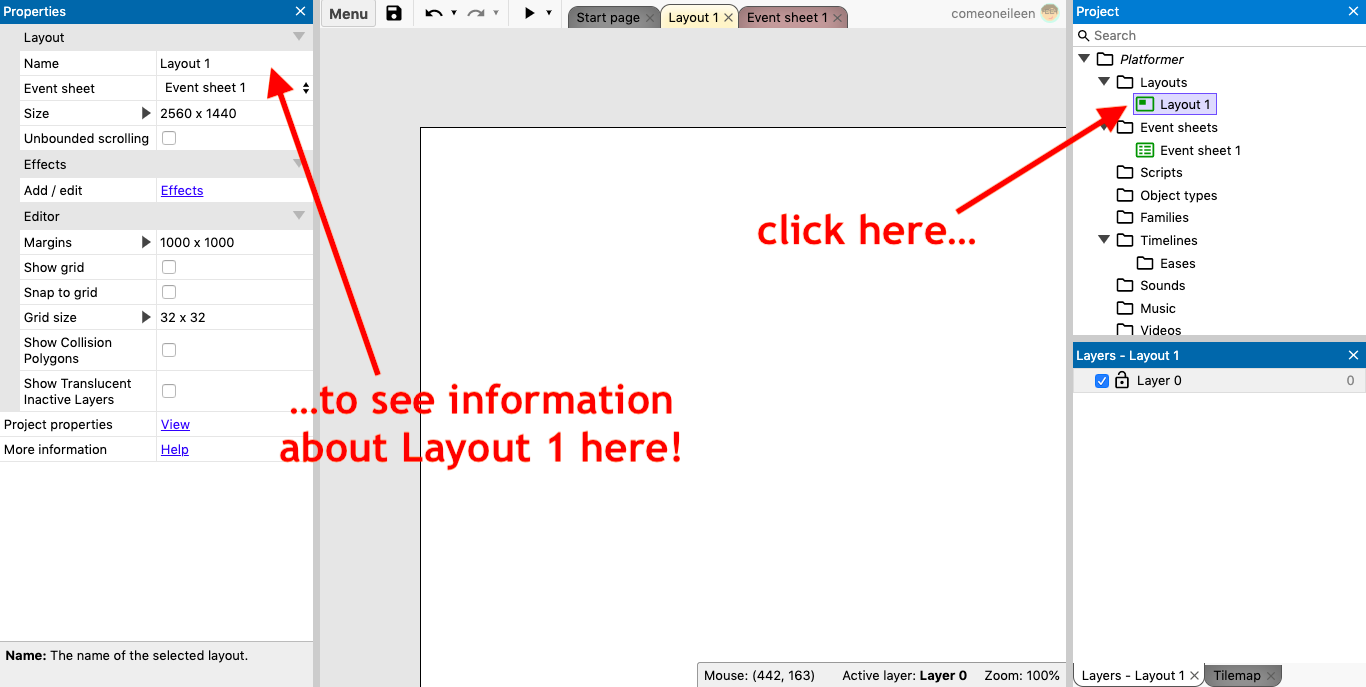 Properties
Layout
Name Layout 1
Event sheet Event sheet 1
Size 2560 x 1440
Unbounded scrolling
Effects
Add / edit Effects
Editor
Margins 1000 x 1000
Show grid
Snap to grid
Grid size 32 x 32
Show Collision
Polygons
Show Translucent
Inactive Layers
Project properties View
More information Help
Name: The name of the selected layout.
Menu
Start page
Layout 1
Event sheet 1
comeoneileen
click here...
...to see information
about Layout 1 here!
Mouse: (442, 163) Active layer: Layer 0 Zoom: 100%
Project
Search
Platformer
Layouts
Layout 1
Event sheets
Event sheet 1
Scripts
Object types
Families
Timelines
Eases
Sounds
Music
Videos
Layers - Layout 1
Layer 0 0
Layers - Layout 1
Tilemap